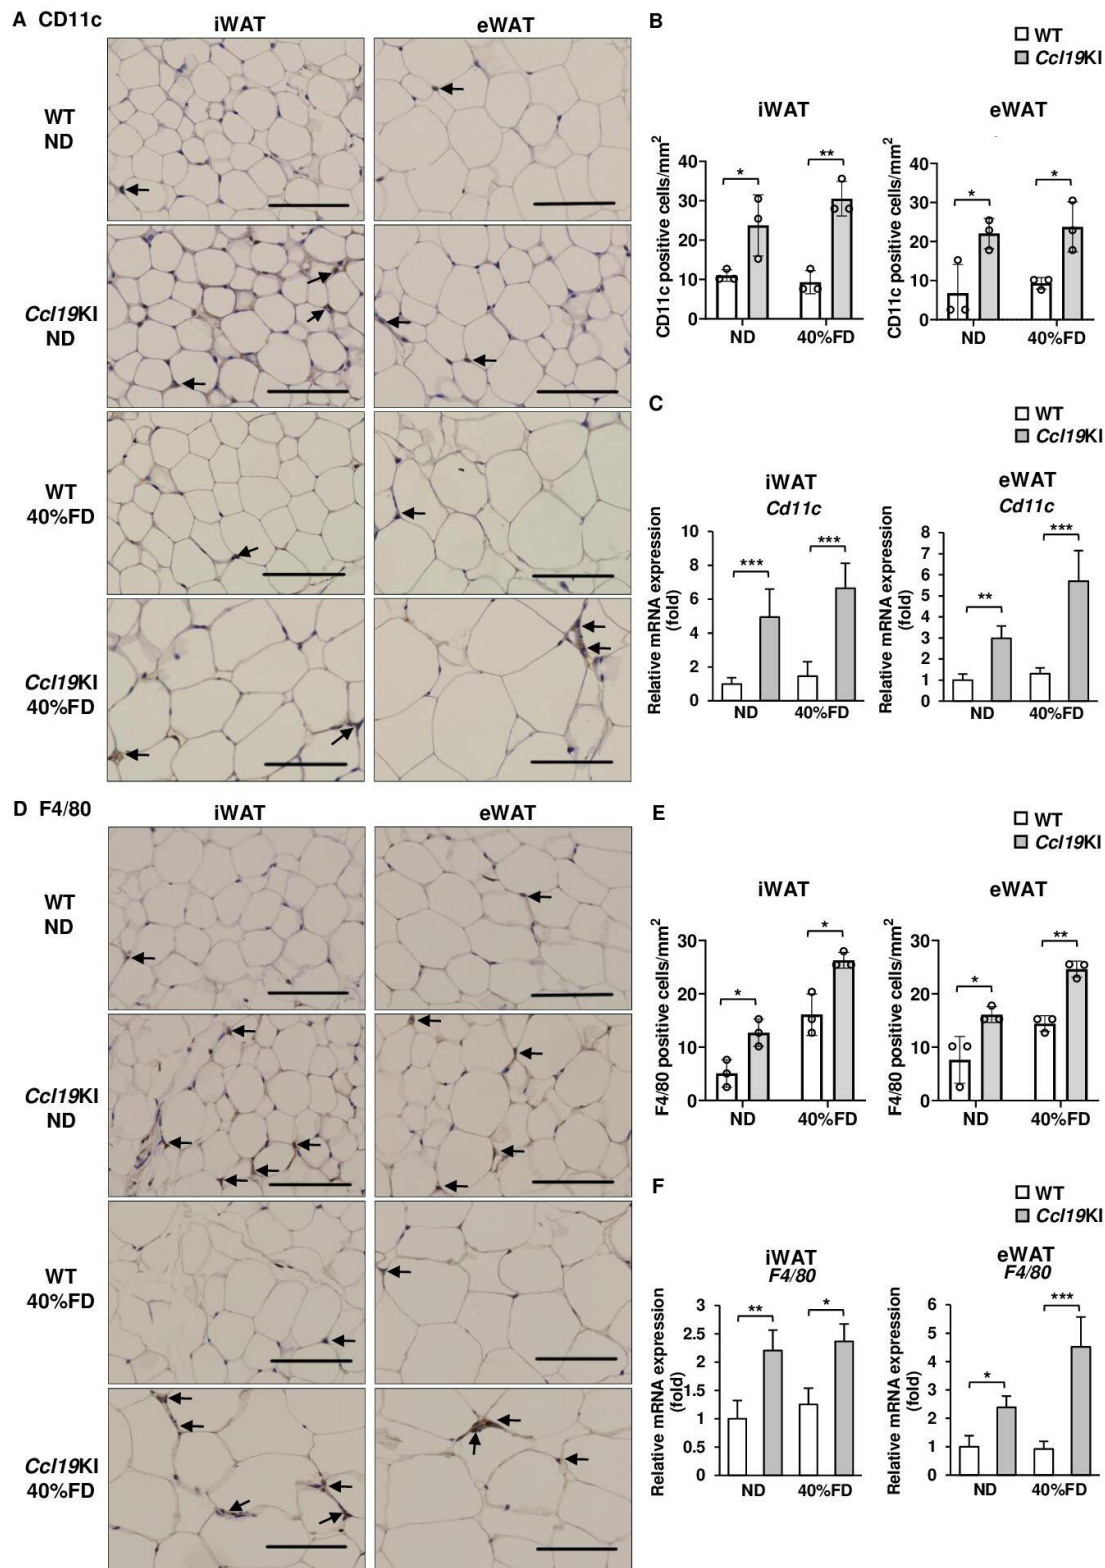 A CD11c
iWAT
eWAT
WT
ND
Ccl19KI
ND
WT
40%FD
Ccl19KI
40%FD
B
WT
Ccl19KI
iWAT
CD11c positive cells/mm2
40
30
20
10
0
*
**
ND
40%FD
eWAT
CD11c positive cells/mm2
40
30
20
10
0
*
*
ND
40%FD
C
WT
Ccl19KI
iWAT
Cd11c
Relative mRNA expression
(fold)
10
8
6
4
2
0
***
***
ND
40%FD
eWAT
Cd11c
Relative mRNA expression
(fold)
8
7
6
5
4
3
2
1
0
**
***
ND
40%FD
D F4/80
iWAT
eWAT
WT
ND
Ccl19KI
ND
WT
40%FD
Ccl19KI
40%FD
E
WT
Ccl19KI
iWAT
F4/80 positive cells/mm2
30
20
10
0
*
*
ND
40%FD
eWAT
F4/80 positive cells/mm2
30
20
10
0
*
**
ND
40%FD
F
WT
Ccl19KI
iWAT
F4/80
Relative mRNA expression
(fold)
3
2.5
2
1.5
1
0.5
0
**
*
ND
40%FD
eWAT
F4/80
Relative mRNA expression
(fold)
6
5
4
3
2
1
0
*
***
ND
40%FD